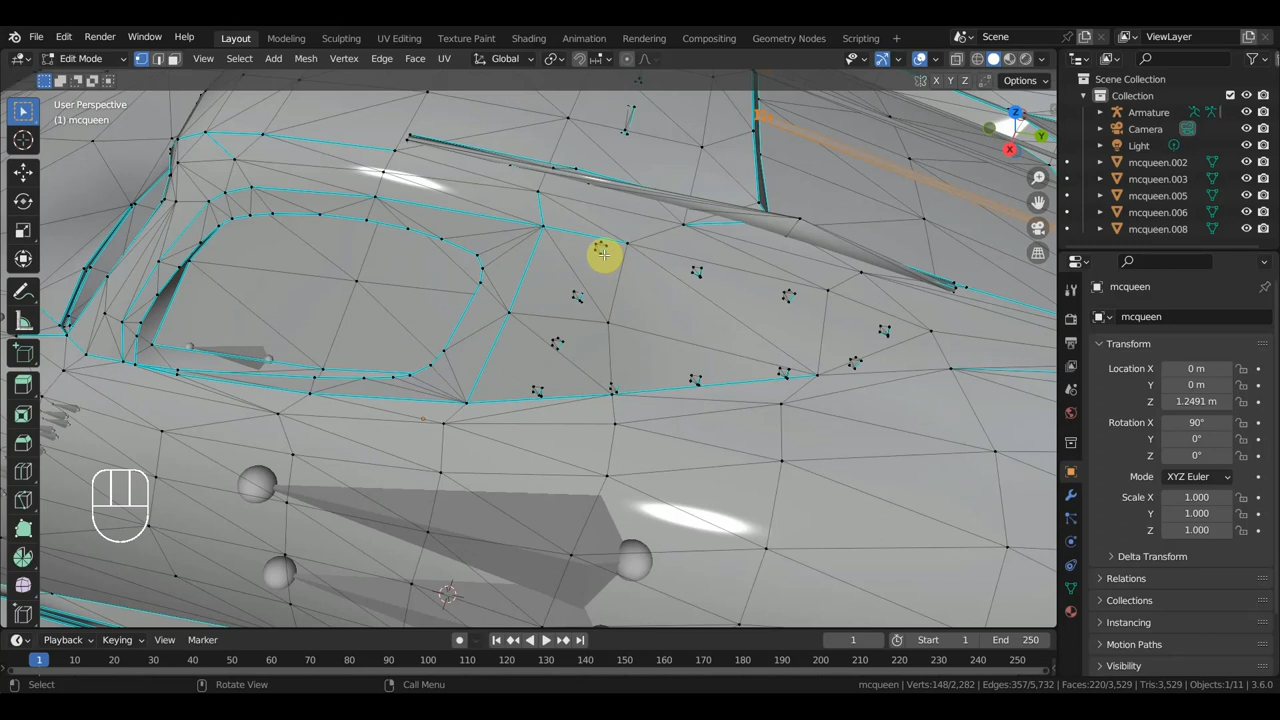 File Edit Render Window Help Layout Modeling Sculpting UV Editing Texture Paint Shading Animation Rendering Compositing Geometry Nodes Scripting + Scene ViewLayer
Edit Mode View Select Add Mesh Vertex Edge Face UV Global
X Y Z Options
User Perspective
(1) mcqueen
Z
Y
X
Scene Collection
Collection
Armature
Camera
Light
mcqueen.002
mcqueen.003
mcqueen.005
mcqueen.006
mcqueen.008
mcqueen
mcqueen
Transform
Location X 0 m
Y 0 m
Z 1.2491 m
Rotation X 90°
Y 0°
Z 0°
Mode XYZ Euler
Scale X 1.000
Y 1.000
Z 1.000
Delta Transform
Relations
Collections
Instancing
Motion Paths
Visibility
Playback Keying View Marker 1 Start 1 End 250
1 10 20 30 40 50 60 70 80 90 100 110 120 130 140 150 160 170 180 190 200 210 220 230 240 250
Select Rotate View Call Menu mcqueen | Verts:148/2,282 | Edges:357/5,732 | Faces:220/3,529 | Tris:3,529 | Objects:1/11 | 3.6.0